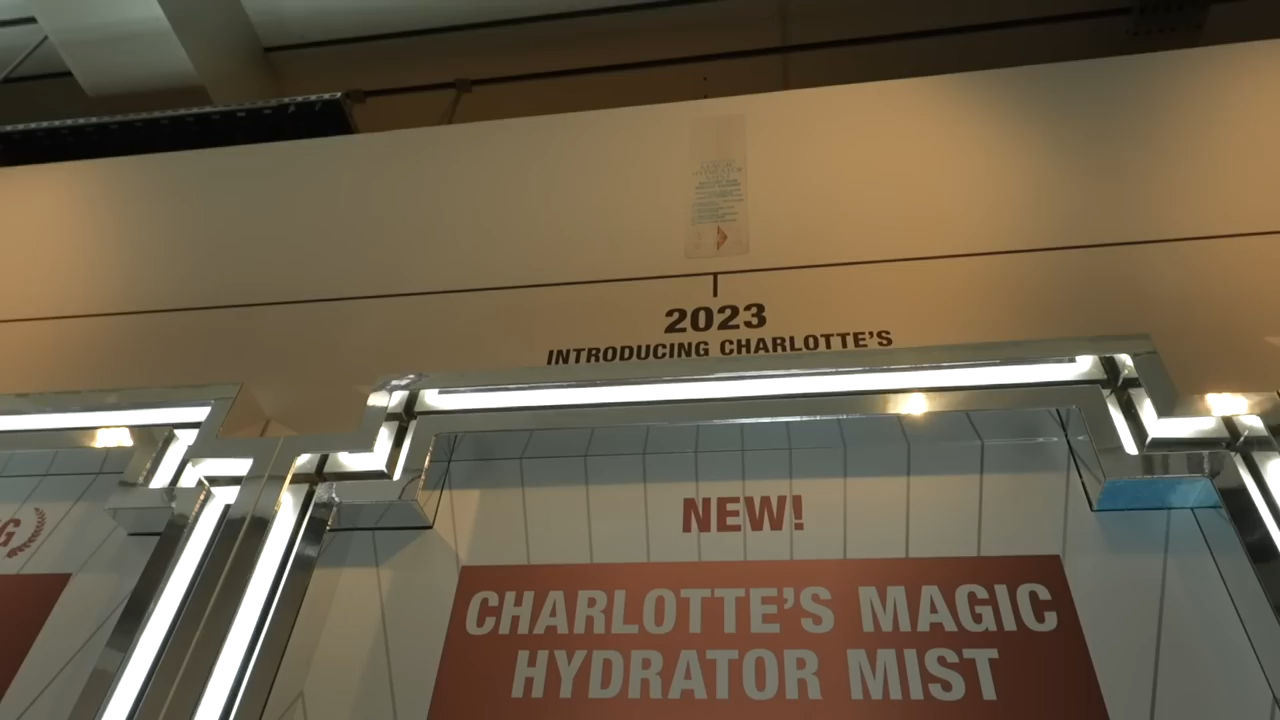 2023
INTRODUCING CHARLOTTE'S
NEW!
CHARLOTTE'S MAGIC
HYDRATOR MIST